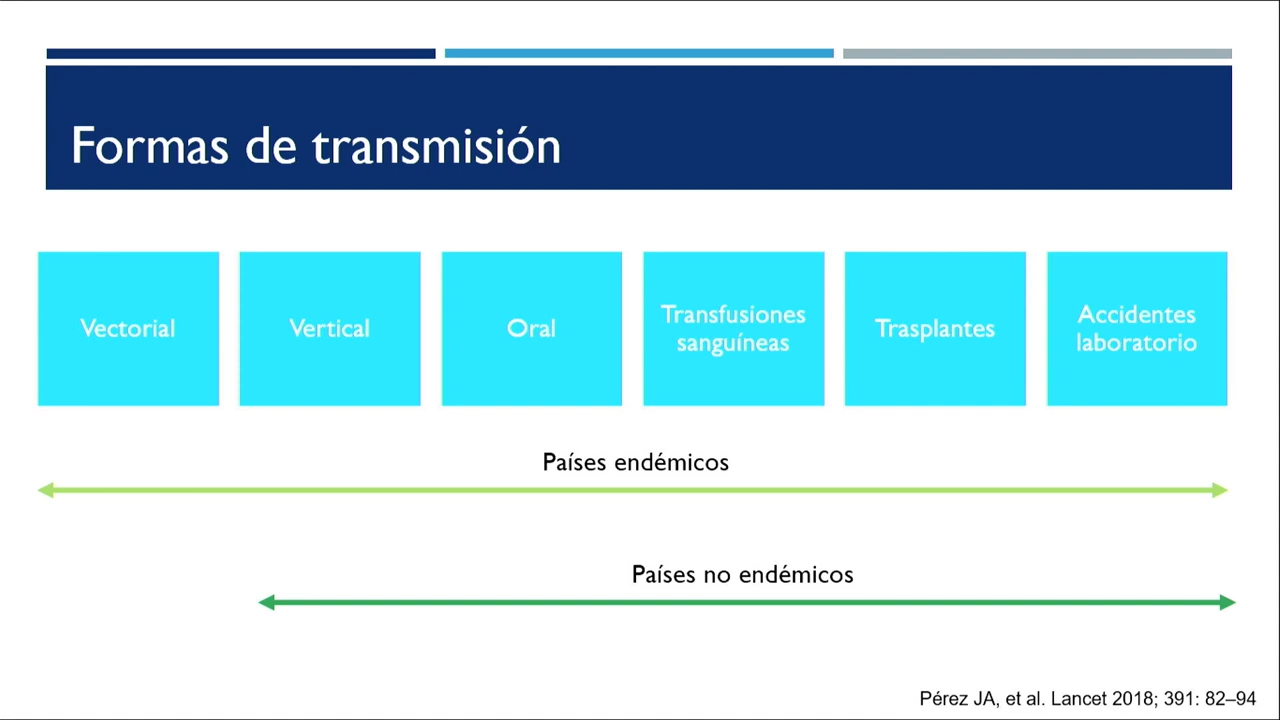 Formas de transmisión
Vectorial
Vertical
Oral
Transfusiones
sanguíneas
Trasplantes
Accidentes
laboratorio
Países endémicos
Países no endémicos
Pérez JA, et al. Lancet 2018; 391: 82–94